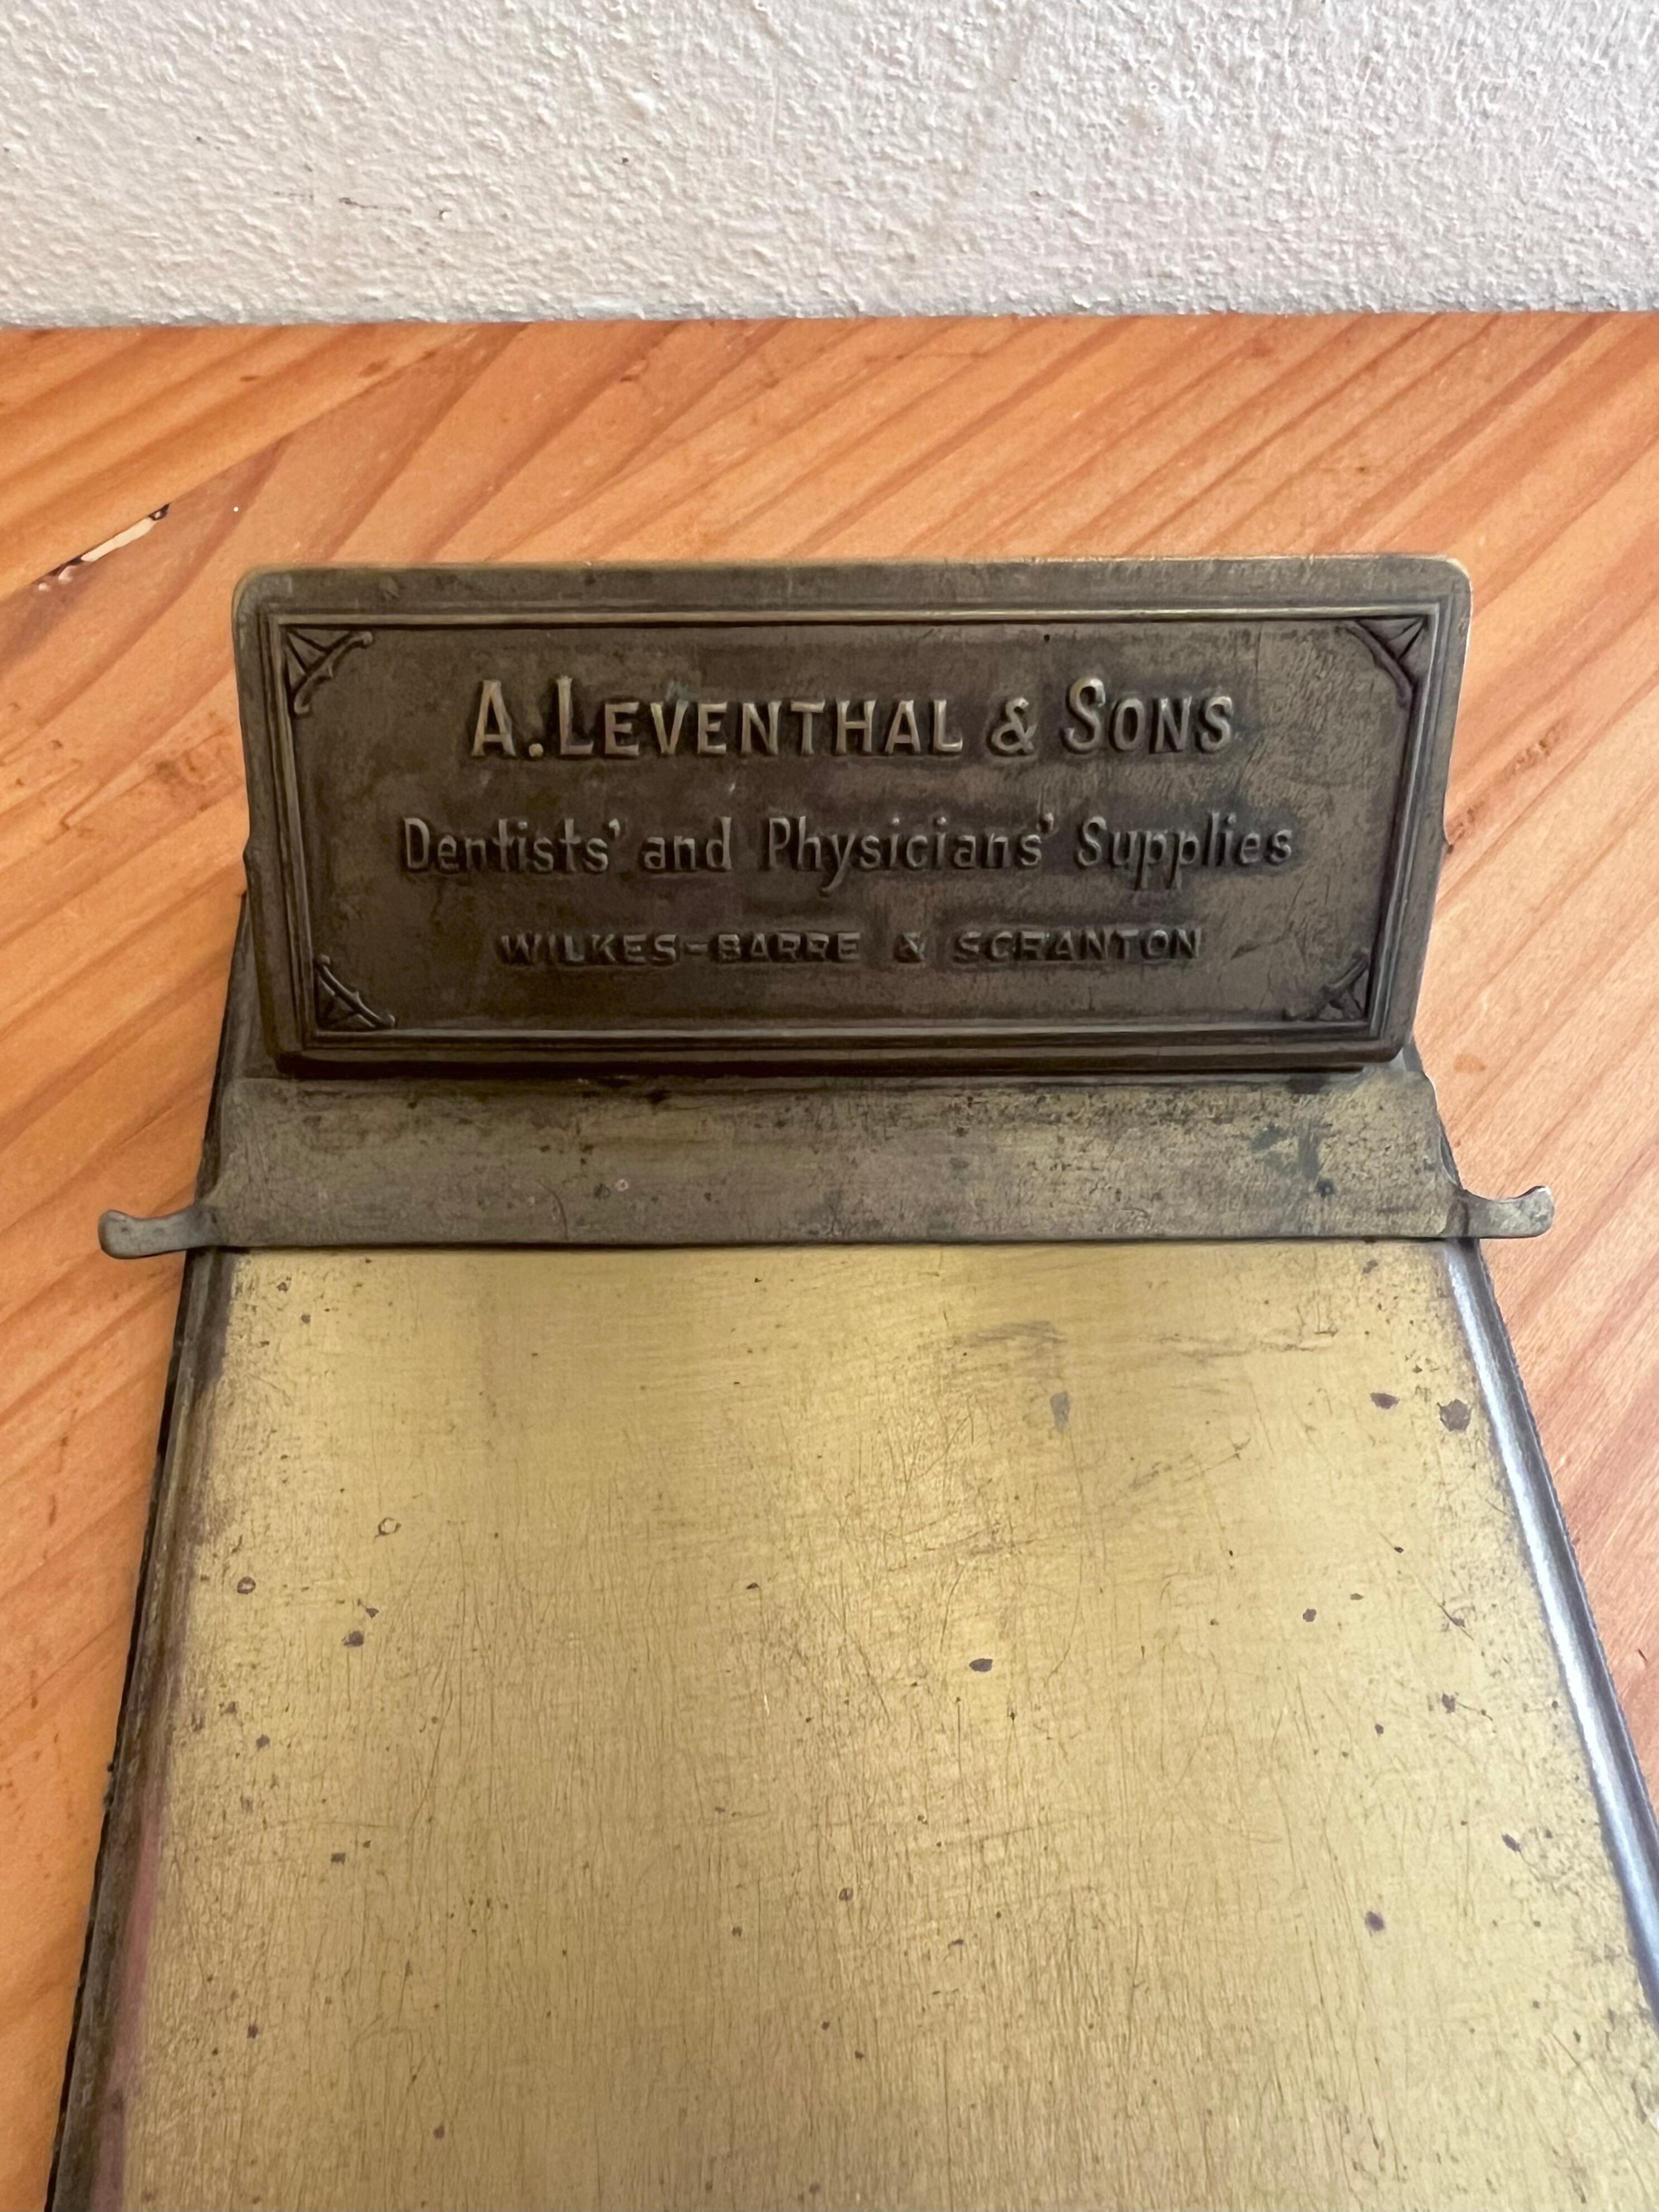 A. LEVENTHAL & SONS
Dentists' and Physicians' Supplies
WILKES-BARRE & SCRANTON